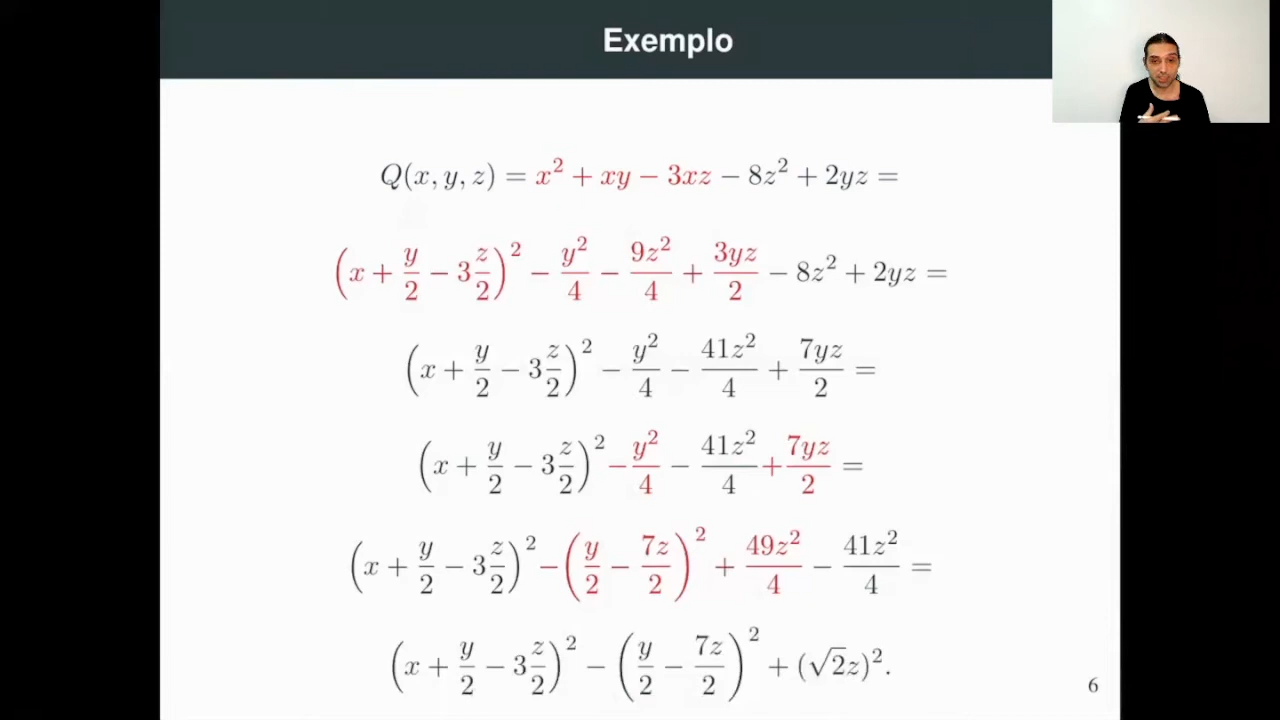 Exemplo
Q(x, y, z) = x² + xy − 3xz − 8z² + 2yz =
(x + y/2 − 3 z/2)² − y²/4 − 9z²/4 + 3yz/2 − 8z² + 2yz =
(x + y/2 − 3 z/2)² − y²/4 − 41z²/4 + 7yz/2 =
(x + y/2 − 3 z/2)² − y²/4 − 41z²/4 + 7yz/2 =
(x + y/2 − 3 z/2)² − (y/2 − 7z/2)² + 49z²/4 − 41z²/4 =
(x + y/2 − 3 z/2)² − (y/2 − 7z/2)² + (√2z)².
6